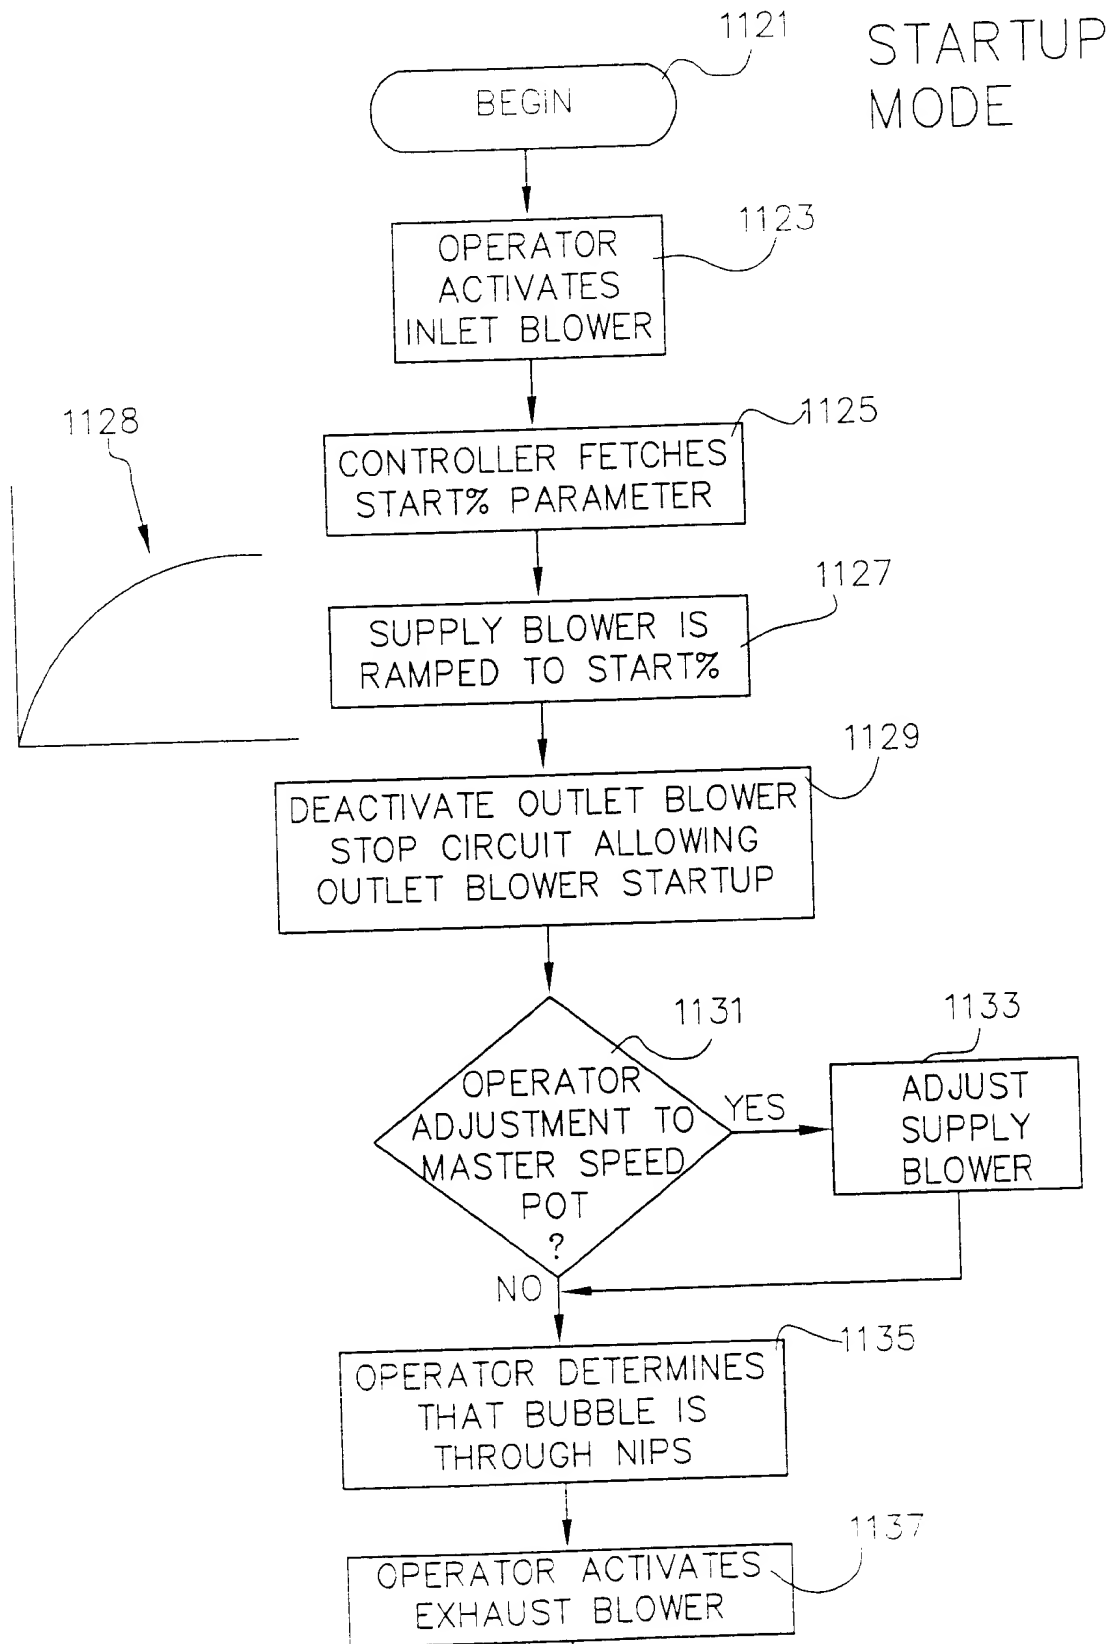 1121
STARTUP
MODE
BEGIN
1123
OPERATOR
ACTIVATES
INLET BLOWER
1125
CONTROLLER FETCHES
START% PARAMETER
1128
1127
SUPPLY BLOWER IS
RAMPED TO START%
1129
DEACTIVATE OUTLET BLOWER
STOP CIRCUIT ALLOWING
OUTLET BLOWER STARTUP
1131
OPERATOR
ADJUSTMENT TO
MASTER SPEED
POT
?
YES
1133
ADJUST
SUPPLY
BLOWER
NO
1135
OPERATOR DETERMINES
THAT BUBBLE IS
THROUGH NIPS
1137
OPERATOR ACTIVATES
EXHAUST BLOWER